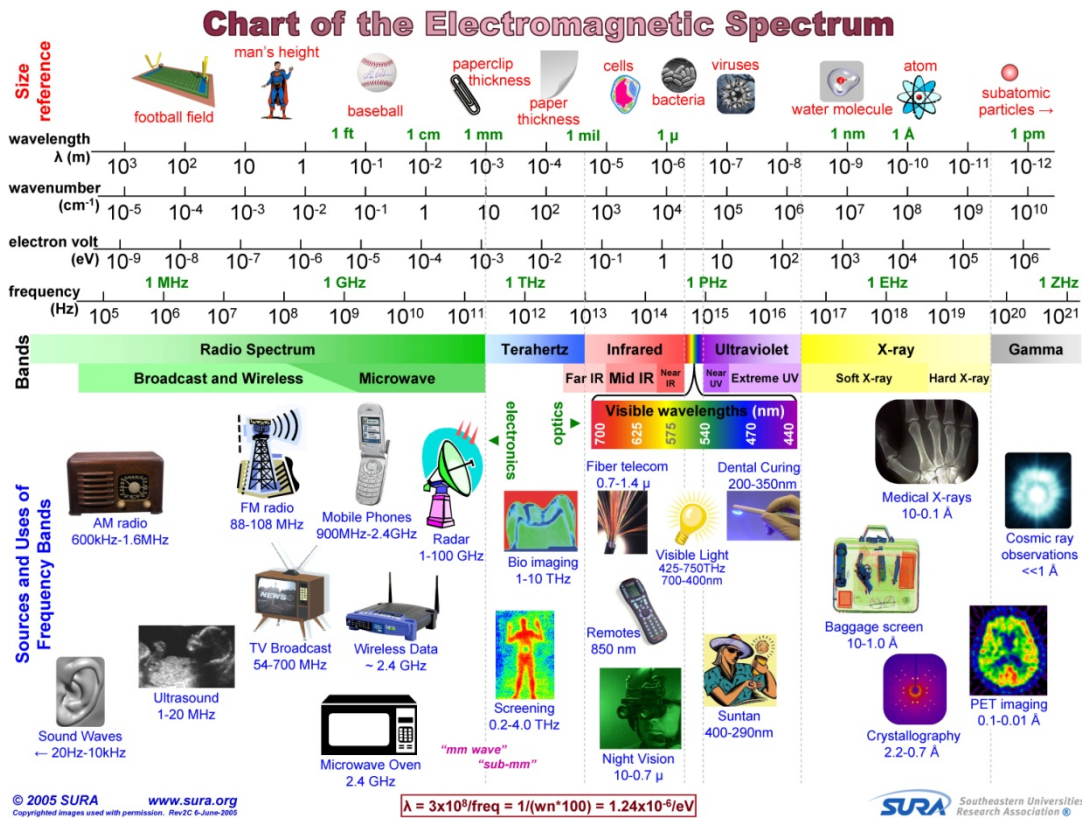 Chart of the Electromagnetic Spectrum
Size reference
football field
man's height
baseball
paperclip thickness
paper thickness
cells
bacteria
viruses
water molecule
atom
subatomic particles →
wavelength λ (m)
1 ft 1 cm 1 mm 1 mil 1 µ 1 nm 1 Å 1 pm
10³ 10² 10 1 10⁻¹ 10⁻² 10⁻³ 10⁻⁴ 10⁻⁵ 10⁻⁶ 10⁻⁷ 10⁻⁸ 10⁻⁹ 10⁻¹⁰ 10⁻¹¹ 10⁻¹²
wavenumber (cm⁻¹)
10⁻⁵ 10⁻⁴ 10⁻³ 10⁻² 10⁻¹ 1 10 10² 10³ 10⁴ 10⁵ 10⁶ 10⁷ 10⁸ 10⁹ 10¹⁰
electron volt (eV)
10⁻⁹ 10⁻⁸ 10⁻⁷ 10⁻⁶ 10⁻⁵ 10⁻⁴ 10⁻³ 10⁻² 10⁻¹ 1 10 10² 10³ 10⁴ 10⁵ 10⁶
frequency (Hz)
1 MHz 1 GHz 1 THz 1 PHz 1 EHz 1 ZHz
10⁵ 10⁶ 10⁷ 10⁸ 10⁹ 10¹⁰ 10¹¹ 10¹² 10¹³ 10¹⁴ 10¹⁵ 10¹⁶ 10¹⁷ 10¹⁸ 10¹⁹ 10²⁰ 10²¹
Bands
Radio Spectrum Terahertz Infrared Ultraviolet X-ray Gamma
Broadcast and Wireless Microwave Far IR Mid IR Near IR Near UV Extreme UV Soft X-ray Hard X-ray
electronics
optics
Visible wavelengths (nm)
700 625 575 540 470 440
Sources and Uses of Frequency Bands
AM radio
600kHz-1.6MHz
FM radio
88-108 MHz
Mobile Phones
900MHz-2.4GHz
Radar
1-100 GHz
Bio imaging
1-10 THz
Fiber telecom
0.7-1.4 µ
Visible Light
425-750THz
700-400nm
Dental Curing
200-350nm
Medical X-rays
10-0.1 Å
Cosmic ray observations
<<1 Å
Sound Waves
← 20Hz-10kHz
Ultrasound
1-20 MHz
NEWS
TV Broadcast
54-700 MHz
Wireless Data
~ 2.4 GHz
Microwave Oven
2.4 GHz
Screening
0.2-4.0 THz
"mm wave"
"sub-mm"
Remotes
850 nm
Night Vision
10-0.7 µ
Suntan
400-290nm
Baggage screen
10-1.0 Å
Crystallography
2.2-0.7 Å
PET imaging
0.1-0.01 Å
© 2005 SURA www.sura.org
Copyrighted images used with permission. Rev2C 6-June-2005
λ = 3x10⁸/freq = 1/(wn*100) = 1.24x10⁻⁶/eV
SURA
Southeastern Universities
Research Association ®